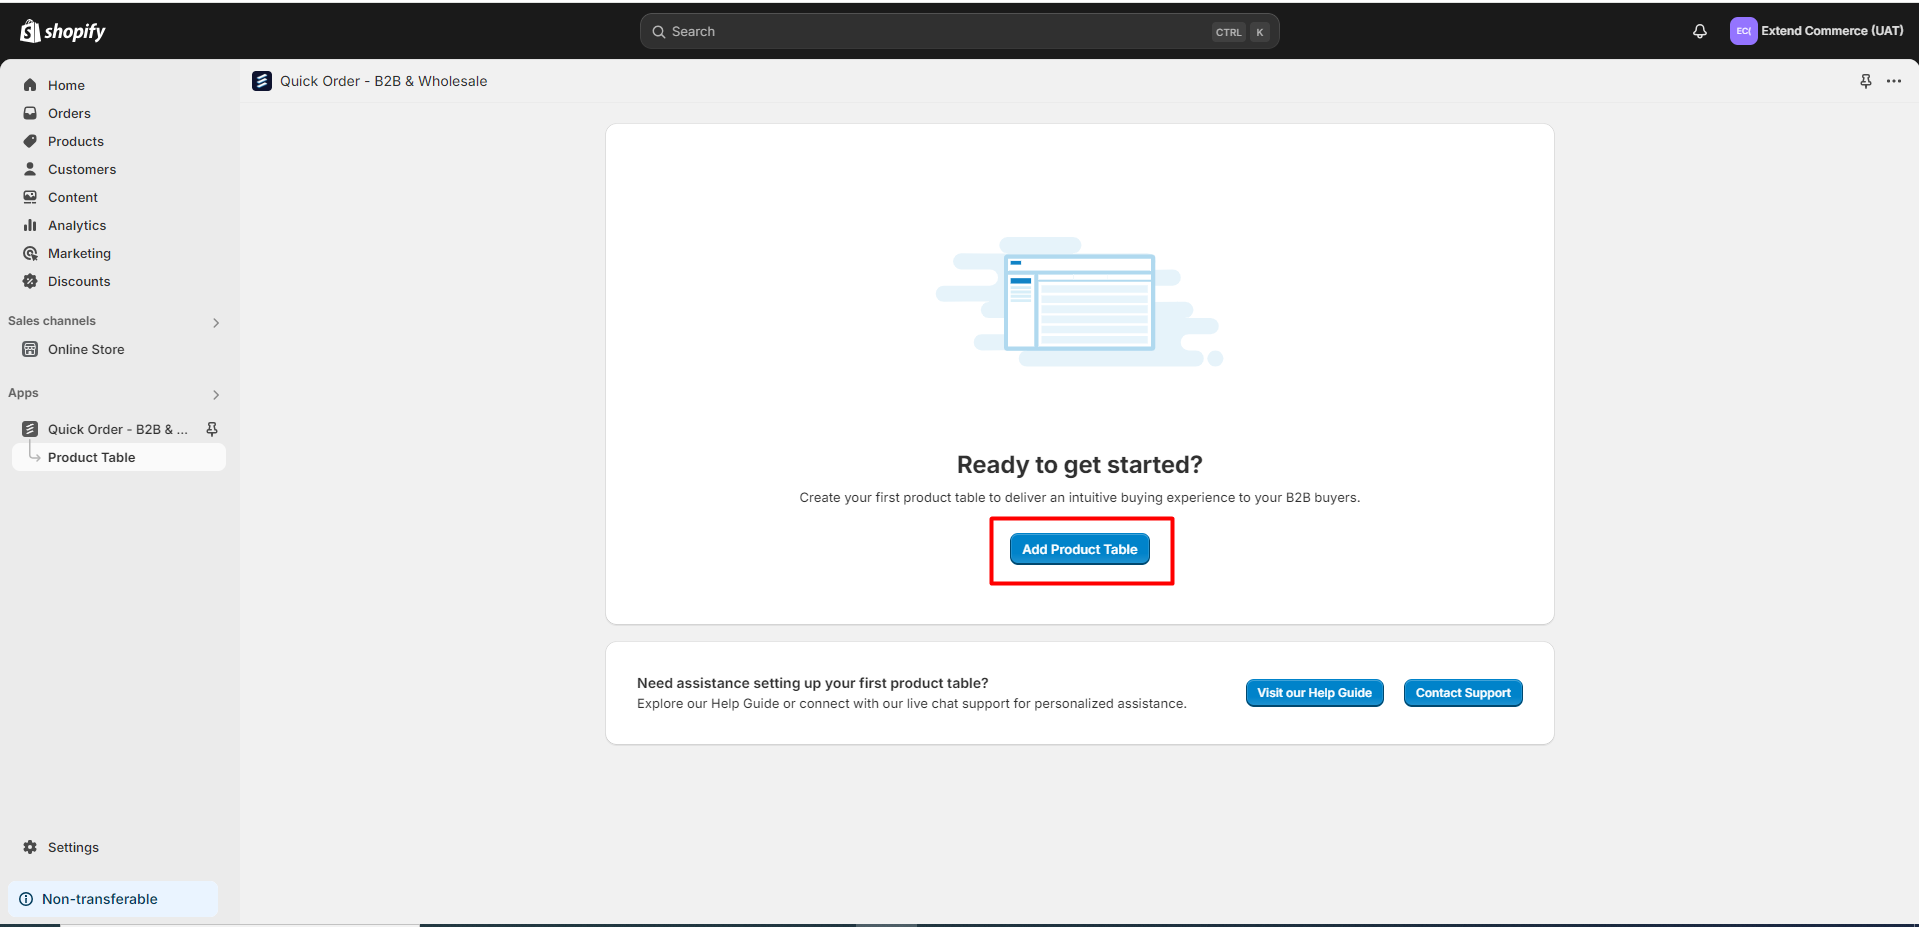 shopify
Search
CTRL K
EC(
Extend Commerce (UAT)
Home
Orders
Products
Customers
Content
Analytics
Marketing
Discounts
Sales channels
Online Store
Apps
Quick Order - B2B & ...
Product Table
Settings
Non-transferable
Quick Order - B2B & Wholesale
Ready to get started?
Create your first product table to deliver an intuitive buying experience to your B2B buyers.
Add Product Table
Need assistance setting up your first product table?
Explore our Help Guide or connect with our live chat support for personalized assistance.
Visit our Help Guide
Contact Support